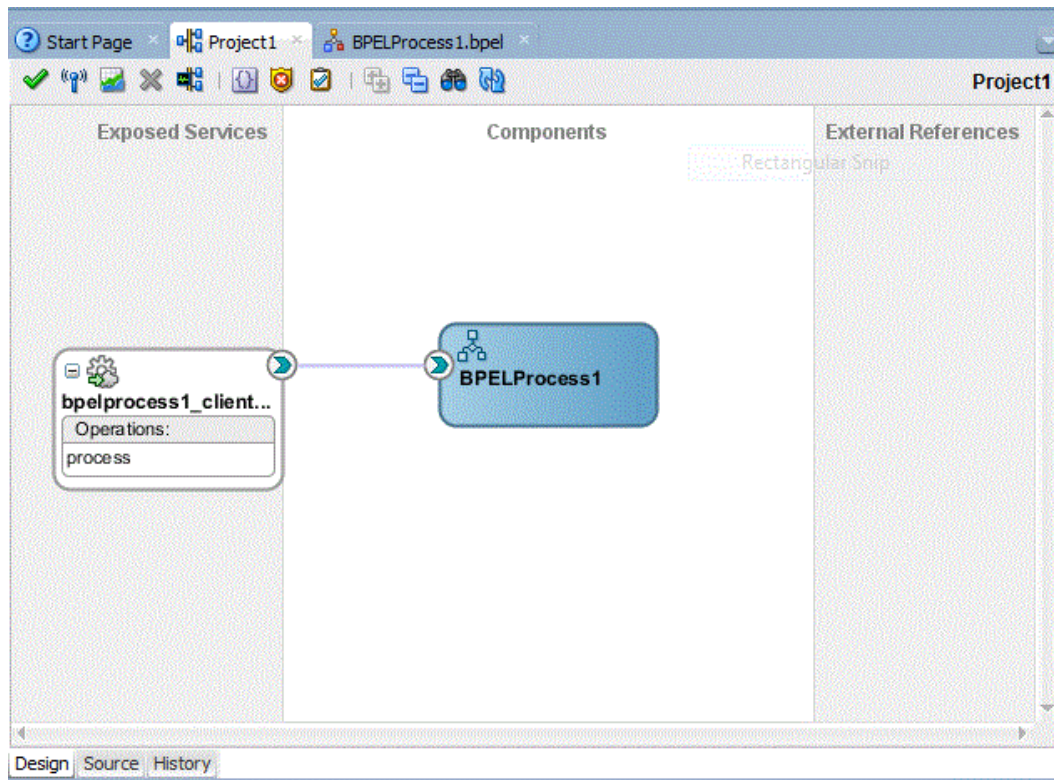 Start Page Project1 BPELProcess1.bpel
Project1
Exposed Services Components External References
Rectangular Snip
BPELProcess1
bpelprocess1_client...
Operations:
process
Design Source History